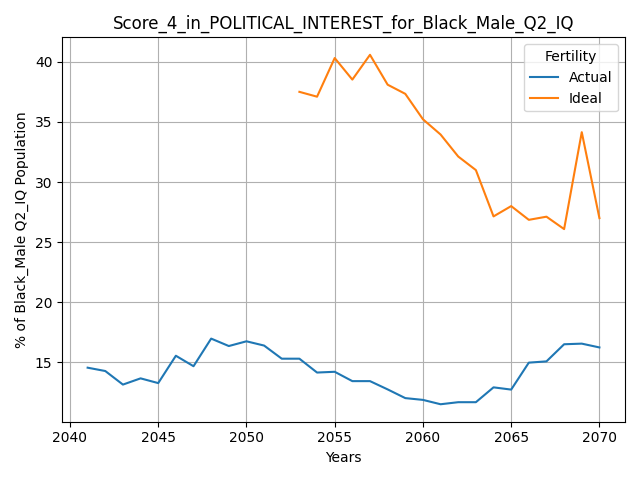 Score_4_in_POLITICAL_INTEREST_for_Black_Male_Q2_IQ
Fertility
Actual
Ideal
% of Black_Male Q2_IQ Population
40
35
30
25
20
15
2040 2045 2050 2055 2060 2065 2070
Years